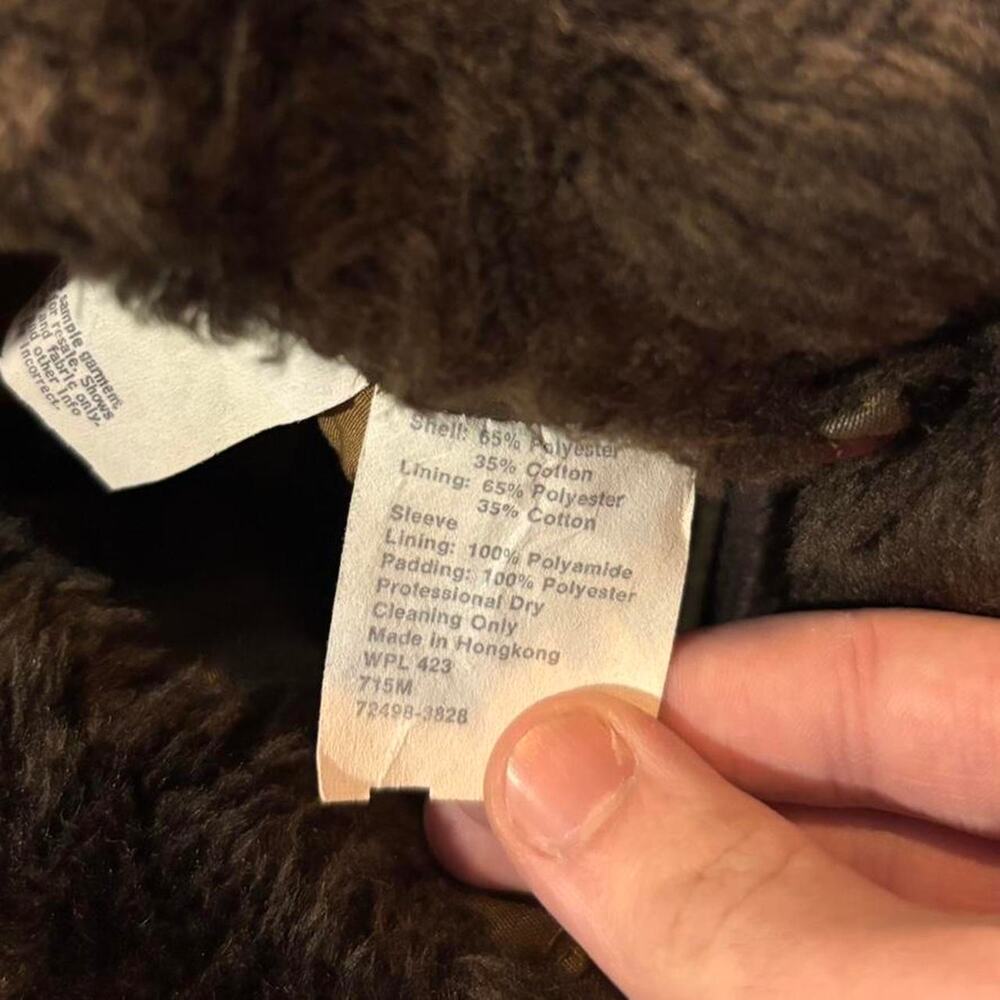 sample garment
for resale. Shows
and fabric only.
and other info
incorrect.
Shell: 65% Polyester
35% Cotton
Lining: 65% Polyester
35% Cotton
Sleeve
Lining: 100% Polyamide
Padding: 100% Polyester
Professional Dry
Cleaning Only
Made in Hongkong
WPL 423
715M
72498-3828